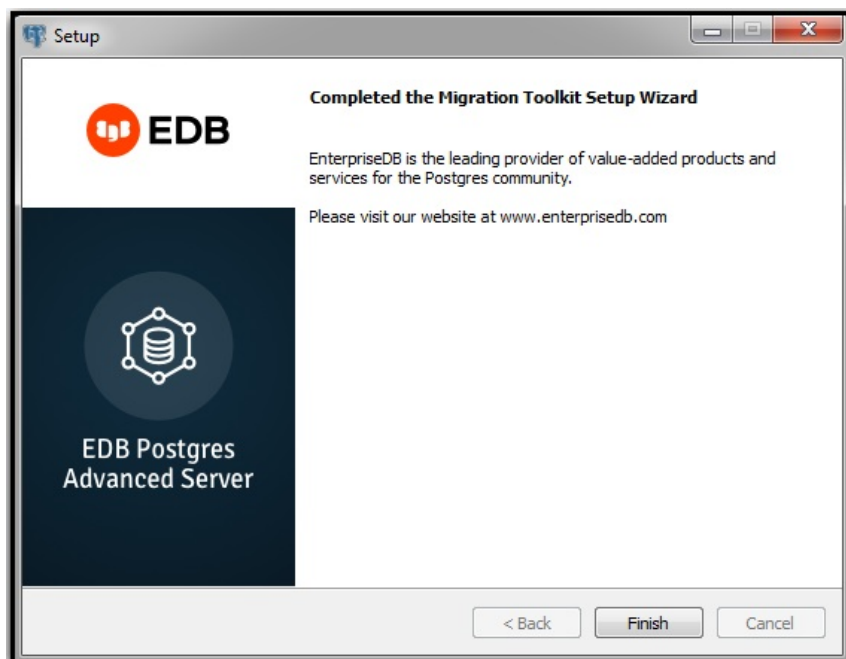 Setup
EDB
Completed the Migration Toolkit Setup Wizard
EnterpriseDB is the leading provider of value-added products and
services for the Postgres community.
Please visit our website at www.enterprisedb.com
EDB Postgres
Advanced Server
< Back
Finish
Cancel